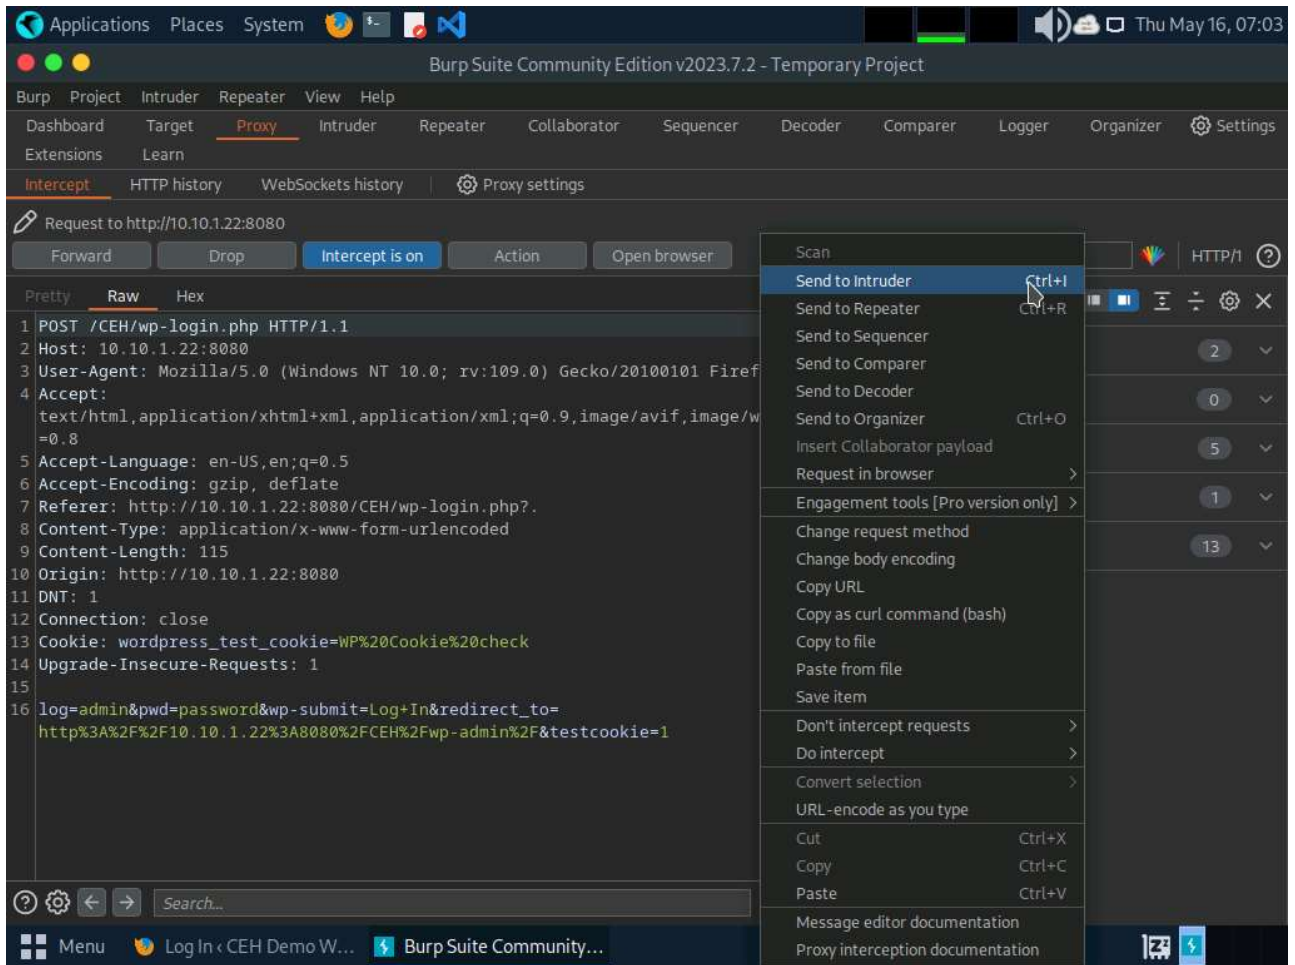 Applications Places System Thu May 16, 07:03
Burp Suite Community Edition v2023.7.2 - Temporary Project
Burp Project Intruder Repeater View Help
Dashboard Target Proxy Intruder Repeater Collaborator Sequencer Decoder Comparer Logger Organizer Settings
Extensions Learn
Intercept HTTP history WebSockets history Proxy settings
Request to http://10.10.1.22:8080
Forward Drop Intercept is on Action Open browser HTTP/1 ?
Pretty Raw Hex
1 POST /CEH/wp-login.php HTTP/1.1
2 Host: 10.10.1.22:8080
3 User-Agent: Mozilla/5.0 (Windows NT 10.0; rv:109.0) Gecko/20100101 Firef
4 Accept:
text/html,application/xhtml+xml,application/xml;q=0.9,image/avif,image/w
=0.8
5 Accept-Language: en-US,en;q=0.5
6 Accept-Encoding: gzip, deflate
7 Referer: http://10.10.1.22:8080/CEH/wp-login.php?.
8 Content-Type: application/x-www-form-urlencoded
9 Content-Length: 115
10 Origin: http://10.10.1.22:8080
11 DNT: 1
12 Connection: close
13 Cookie: wordpress_test_cookie=WP%20Cookie%20check
14 Upgrade-Insecure-Requests: 1
15
16 log=admin&pwd=password&wp-submit=Log+In&redirect_to=
http%3A%2F%2F10.10.1.22%3A8080%2FCEH%2Fwp-admin%2F&testcookie=1
Scan
Send to Intruder Ctrl+I
Send to Repeater Ctrl+R
Send to Sequencer
Send to Comparer
Send to Decoder
Send to Organizer Ctrl+O
Insert Collaborator payload
Request in browser
Engagement tools [Pro version only]
Change request method
Change body encoding
Copy URL
Copy as curl command (bash)
Copy to file
Paste from file
Save item
Don't intercept requests
Do intercept
Convert selection
URL-encode as you type
Cut Ctrl+X
Copy Ctrl+C
Paste Ctrl+V
Message editor documentation
Proxy interception documentation
2
0
5
1
13
? Search...
Menu Log In ‹ CEH Demo W... Burp Suite Community...